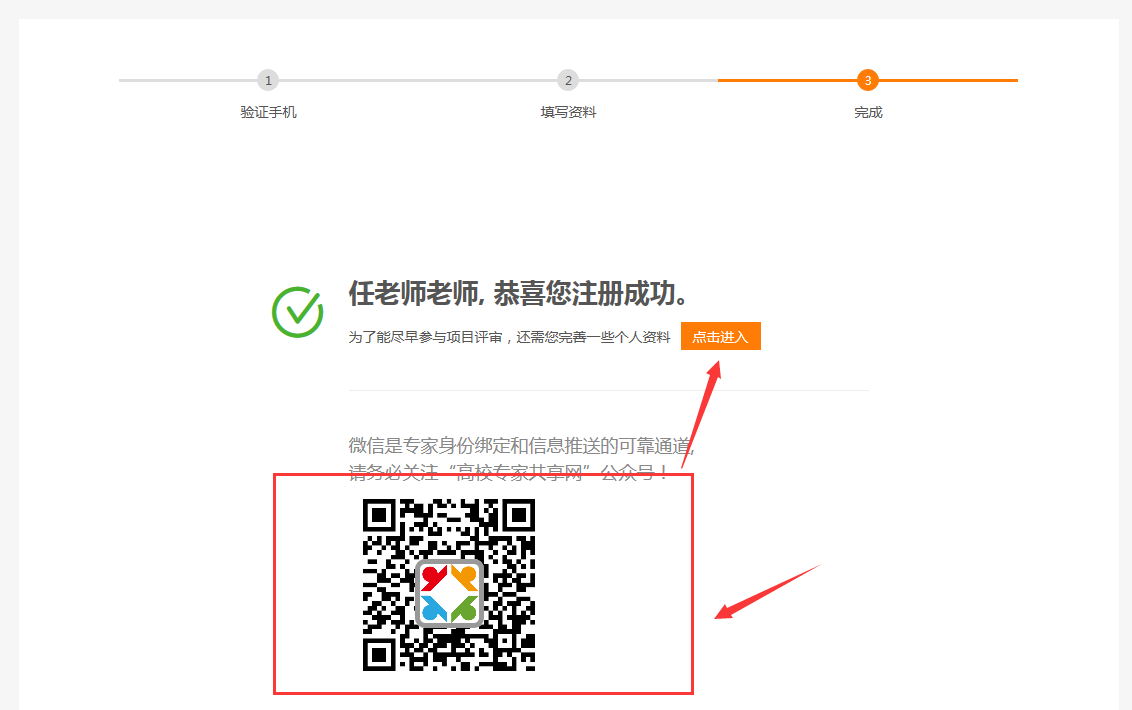 1
2
3
验证手机
填写资料
完成
任老师老师, 恭喜您注册成功。
为了能尽早参与项目评审，还需您完善一些个人资料
点击进入
微信是专家身份绑定和信息推送的可靠通道,
请务必关注“高校专家共享网”公众号！